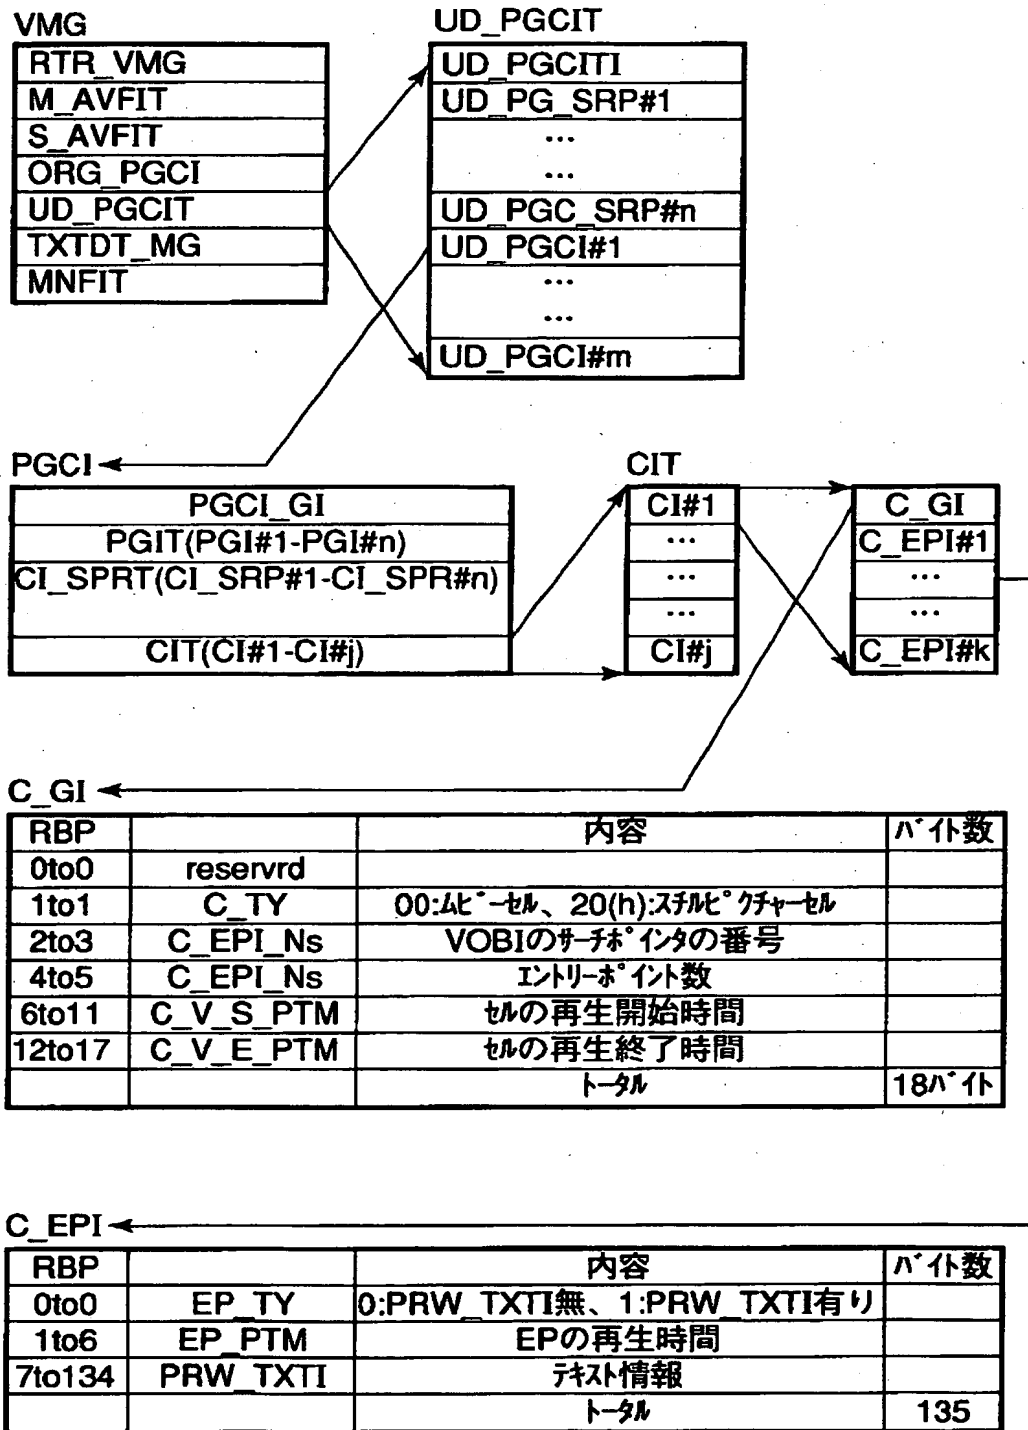 VMG
RTR_VMG
M_AVFIT
S_AVFIT
ORG_PGCI
UD_PGCIT
TXTDT_MG
MNFIT
UD_PGCIT
UD_PGCITI
UD_PG_SRP#1
...
...
UD_PGC_SRP#n
UD_PGCI#1
...
...
UD_PGCI#m
PGCI
PGCI_GI
PGIT(PGI#1-PGI#n)
CI_SPRT(CI_SRP#1-CI_SPR#n)
CIT(CI#1-CI#j)
CIT
CI#1
...
...
...
CI#j
C_GI
C_EPI#1
...
...
C_EPI#k
C_GI
RBP 内容 ﾊﾞｲﾄ数
0to0 reservrd
1to1 C_TY 00:ﾑﾋﾞｰｾﾙ、20(h):ｽﾁﾙﾋﾟｸﾁｬｰｾﾙ
2to3 C_EPI_Ns VOBIのｻｰﾁﾎﾟｲﾝﾀの番号
4to5 C_EPI_Ns ｴﾝﾄﾘｰﾎﾟｲﾝﾄ数
6to11 C_V_S_PTM ｾﾙの再生開始時間
12to17 C_V_E_PTM ｾﾙの再生終了時間
ﾄｰﾀﾙ 18ﾊﾞｲﾄ
C_EPI
RBP 内容 ﾊﾞｲﾄ数
0to0 EP_TY 0:PRW_TXTI無、1:PRW_TXTI有り
1to6 EP_PTM EPの再生時間
7to134 PRW_TXTI ﾃｷｽﾄ情報
ﾄｰﾀﾙ 135